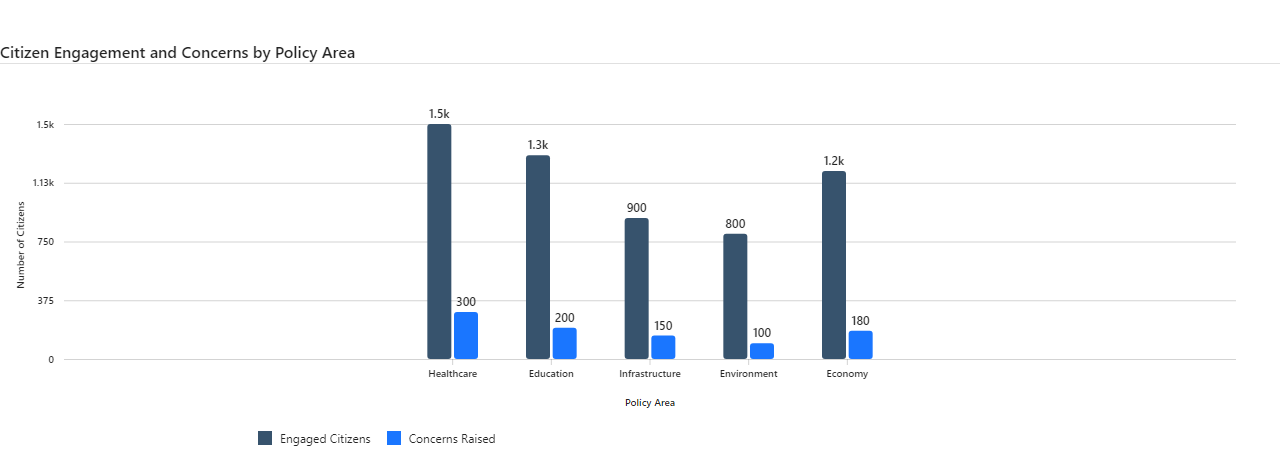 Citizen Engagement and Concerns by Policy Area
1.5k
1.13k
750
375
0
Number of Citizens
1.5k
300
1.3k
200
900
150
800
100
1.2k
180
Healthcare
Education
Infrastructure
Environment
Economy
Policy Area
Engaged Citizens
Concerns Raised